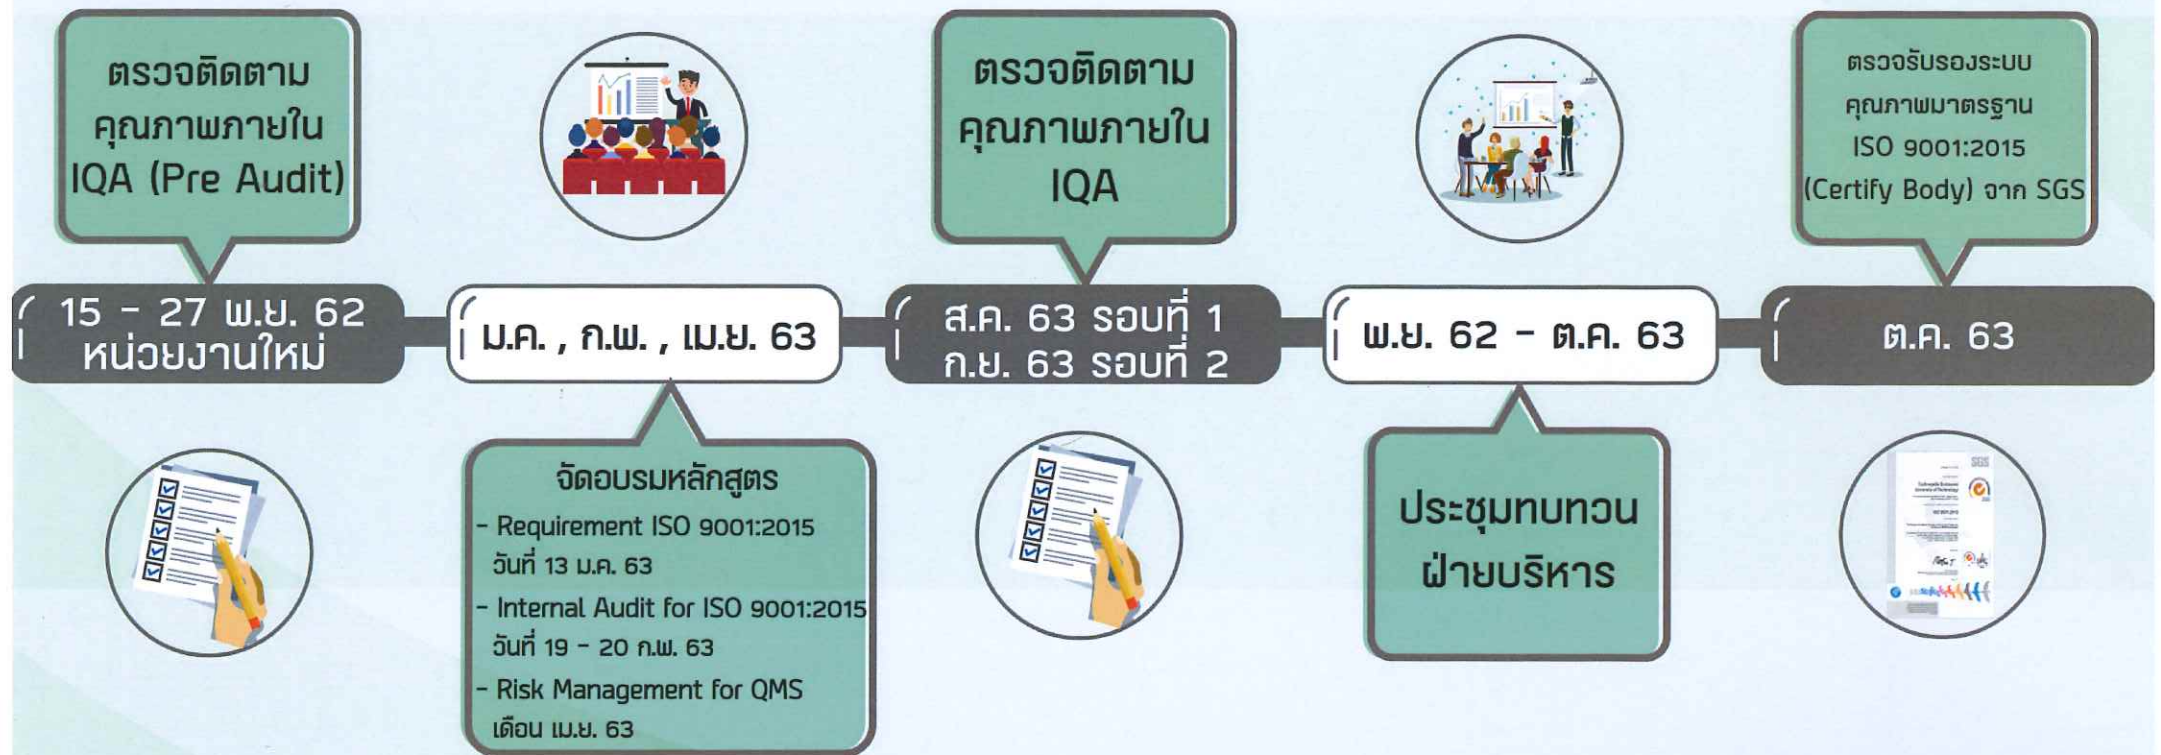 ตรวจติดตาม
คุณภาพภายใน
IQA (Pre Audit)
15 - 27 พ.ย. 62
หน่วยงานใหม่
ม.ค. , ก.พ. , เม.ย. 63
จัดอบรมหลักสูตร
- Requirement ISO 9001:2015
วันที่ 13 ม.ค. 63
- Internal Audit for ISO 9001:2015
วันที่ 19 - 20 ก.พ. 63
- Risk Management for QMS
เดือน เม.ย. 63
ตรวจติดตาม
คุณภาพภายใน
IQA
ส.ค. 63 รอบที่ 1
ก.ย. 63 รอบที่ 2
พ.ย. 62 - ต.ค. 63
ประชุมทบทวน
ฝ่ายบริหาร
ตรวจรับรองระบบ
คุณภาพมาตรฐาน
ISO 9001:2015
(Certify Body) จาก SGS
ต.ค. 63
SGS